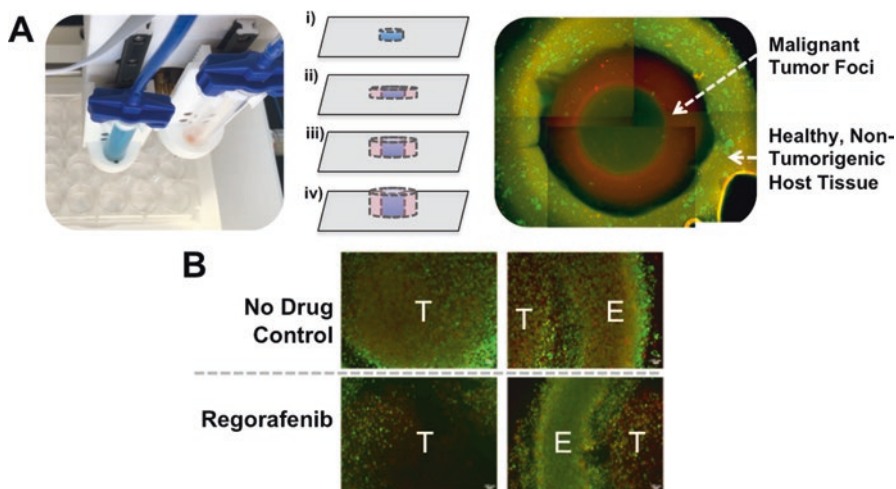 A
i)
ii)
iii)
iv)
Malignant
Tumor Foci
Healthy, Non-
Tumorigenic
Host Tissue
B
No Drug
Control
T
T
E
Regorafenib
T
E
T